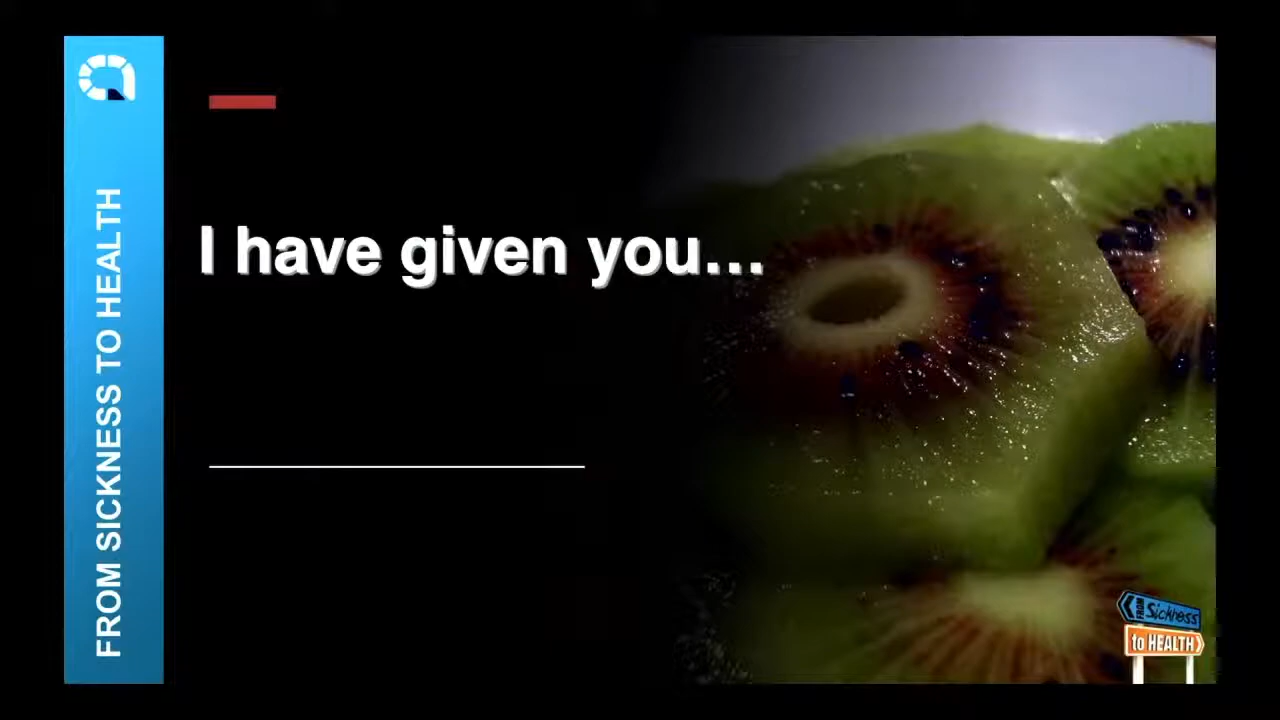 FROM SICKNESS TO HEALTH
I have given you...
FROM Sickness
to HEALTH